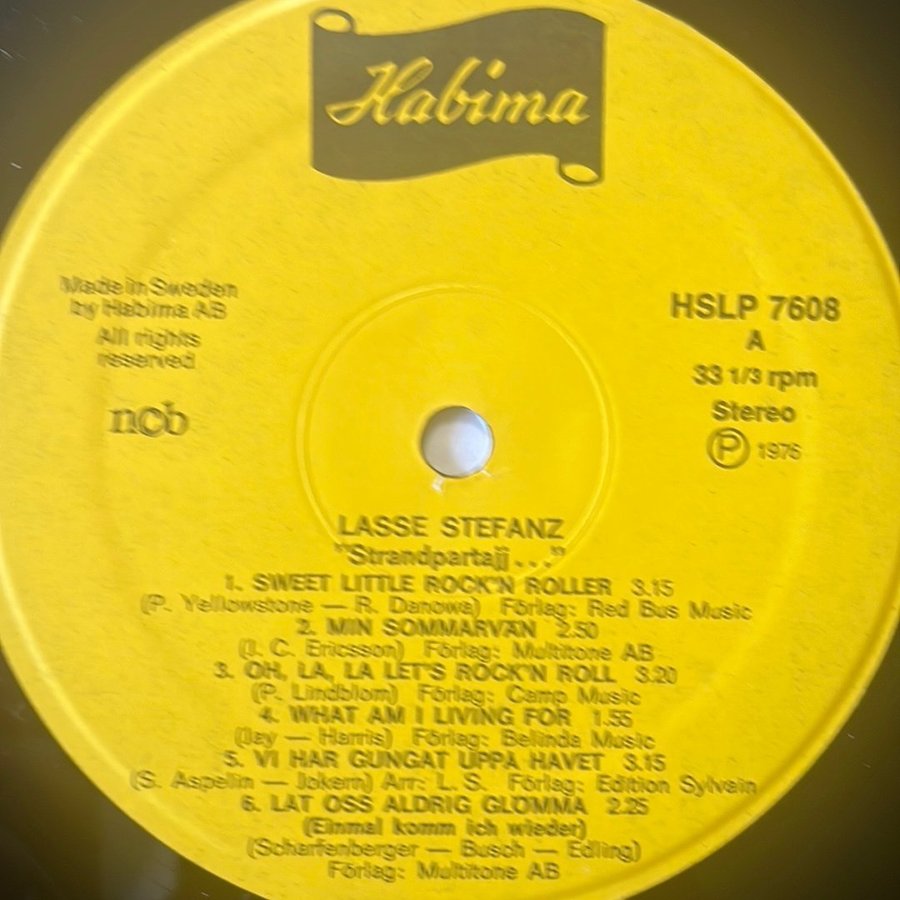 Habima
Made in Sweden
by Habima AB
All rights
reserved
ncb
HSLP 7608
A
33 1/3 rpm
Stereo
Ⓟ 1976
LASSE STEFANZ
"Strandpartajj..."
1. SWEET LITTLE ROCK'N ROLLER 3.15
(P. Yellowstone — R. Danowa) Förlag: Red Bus Music
2. MIN SOMMARVÄN 2.50
(I. C. Ericsson) Förlag: Multitone AB
3. OH, LA, LA LET'S ROCK'N ROLL 3.20
(P. Lindblom) Förlag: Camp Music
4. WHAT AM I LIVING FOR 1.55
(Jay — Harris) Förlag: Belinda Music
5. VI HAR GUNGAT UPPA HAVET 3.15
(S. Aspelin — Jokern) Arr: L. S. Förlag: Edition Sylvain
6. LAT OSS ALDRIG GLOMMA 2.25
(Einmal komm ich wieder)
(Scharfenberger — Busch — Edling)
Förlag: Multitone AB